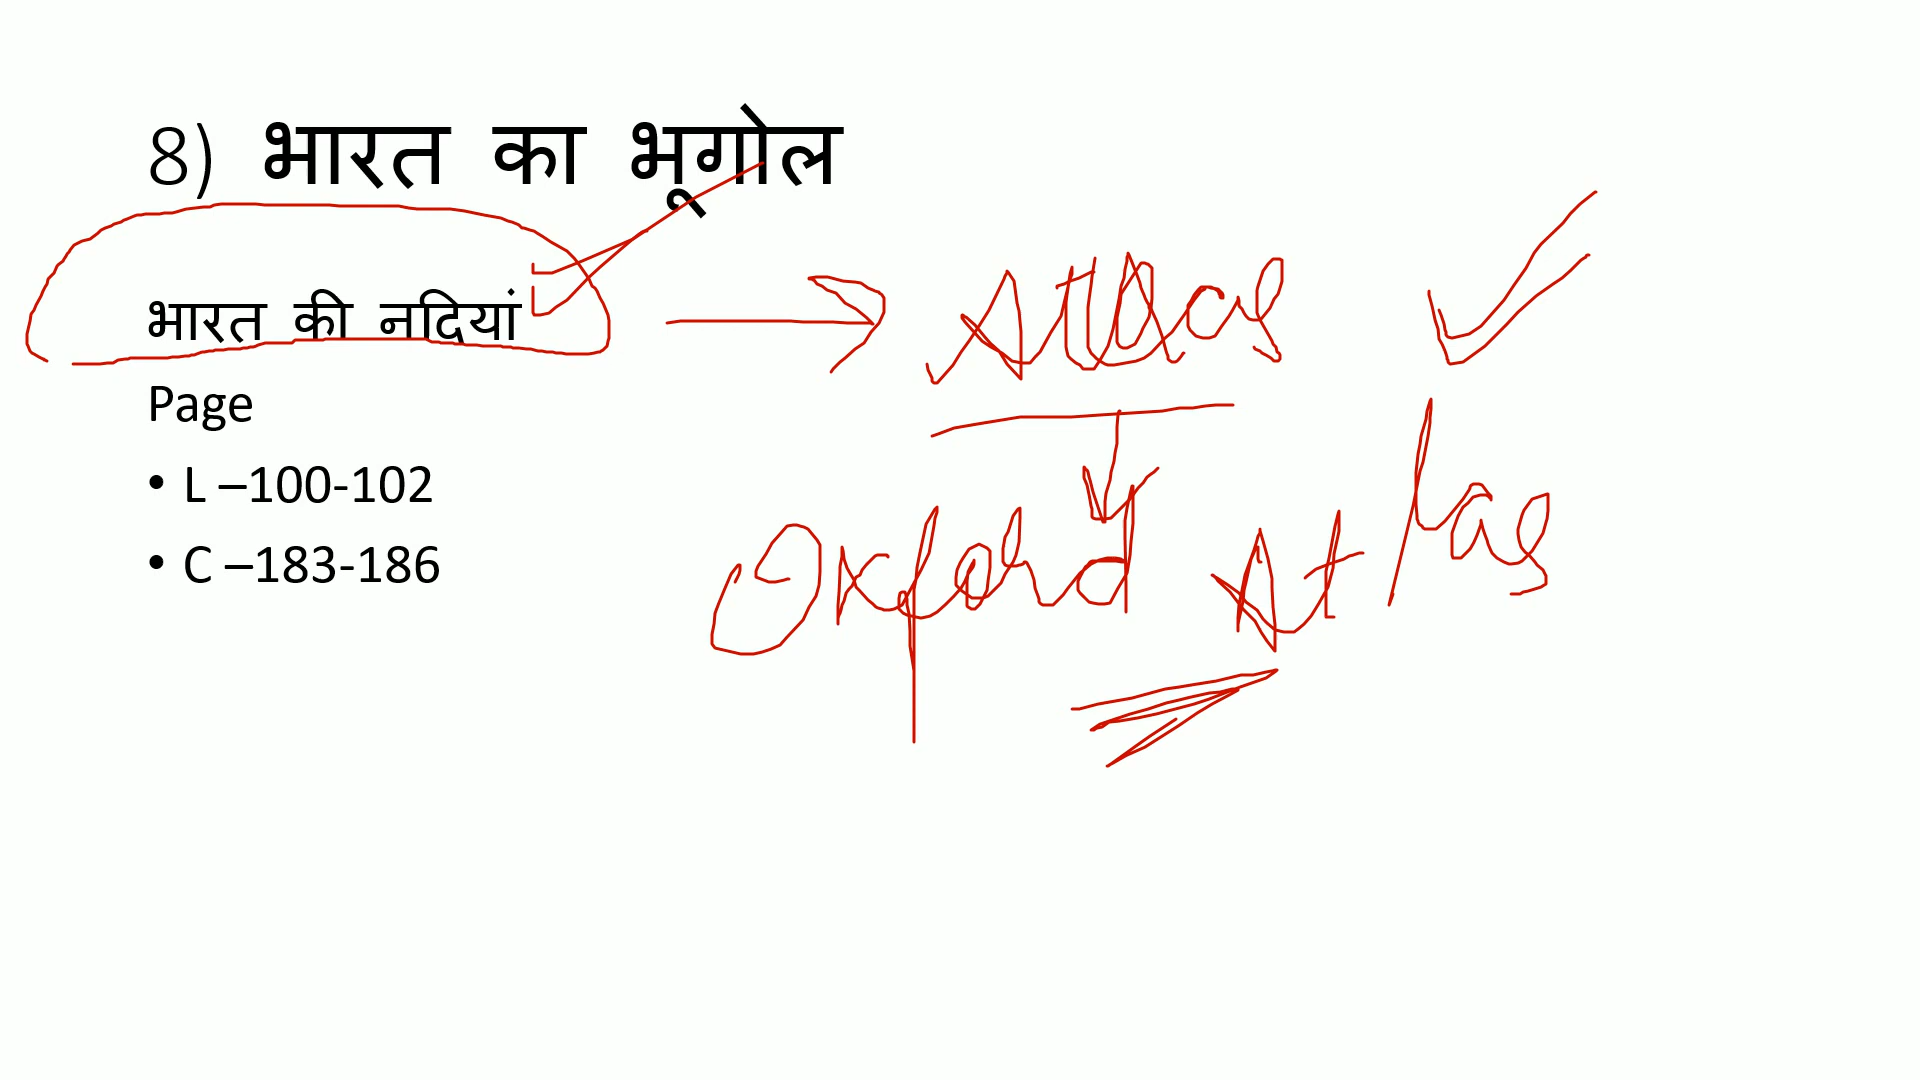 8) भारत का भूगोल
भारत की नदियां
Atlas
Page
L –100-102
C –183-186
Oxford Atlas